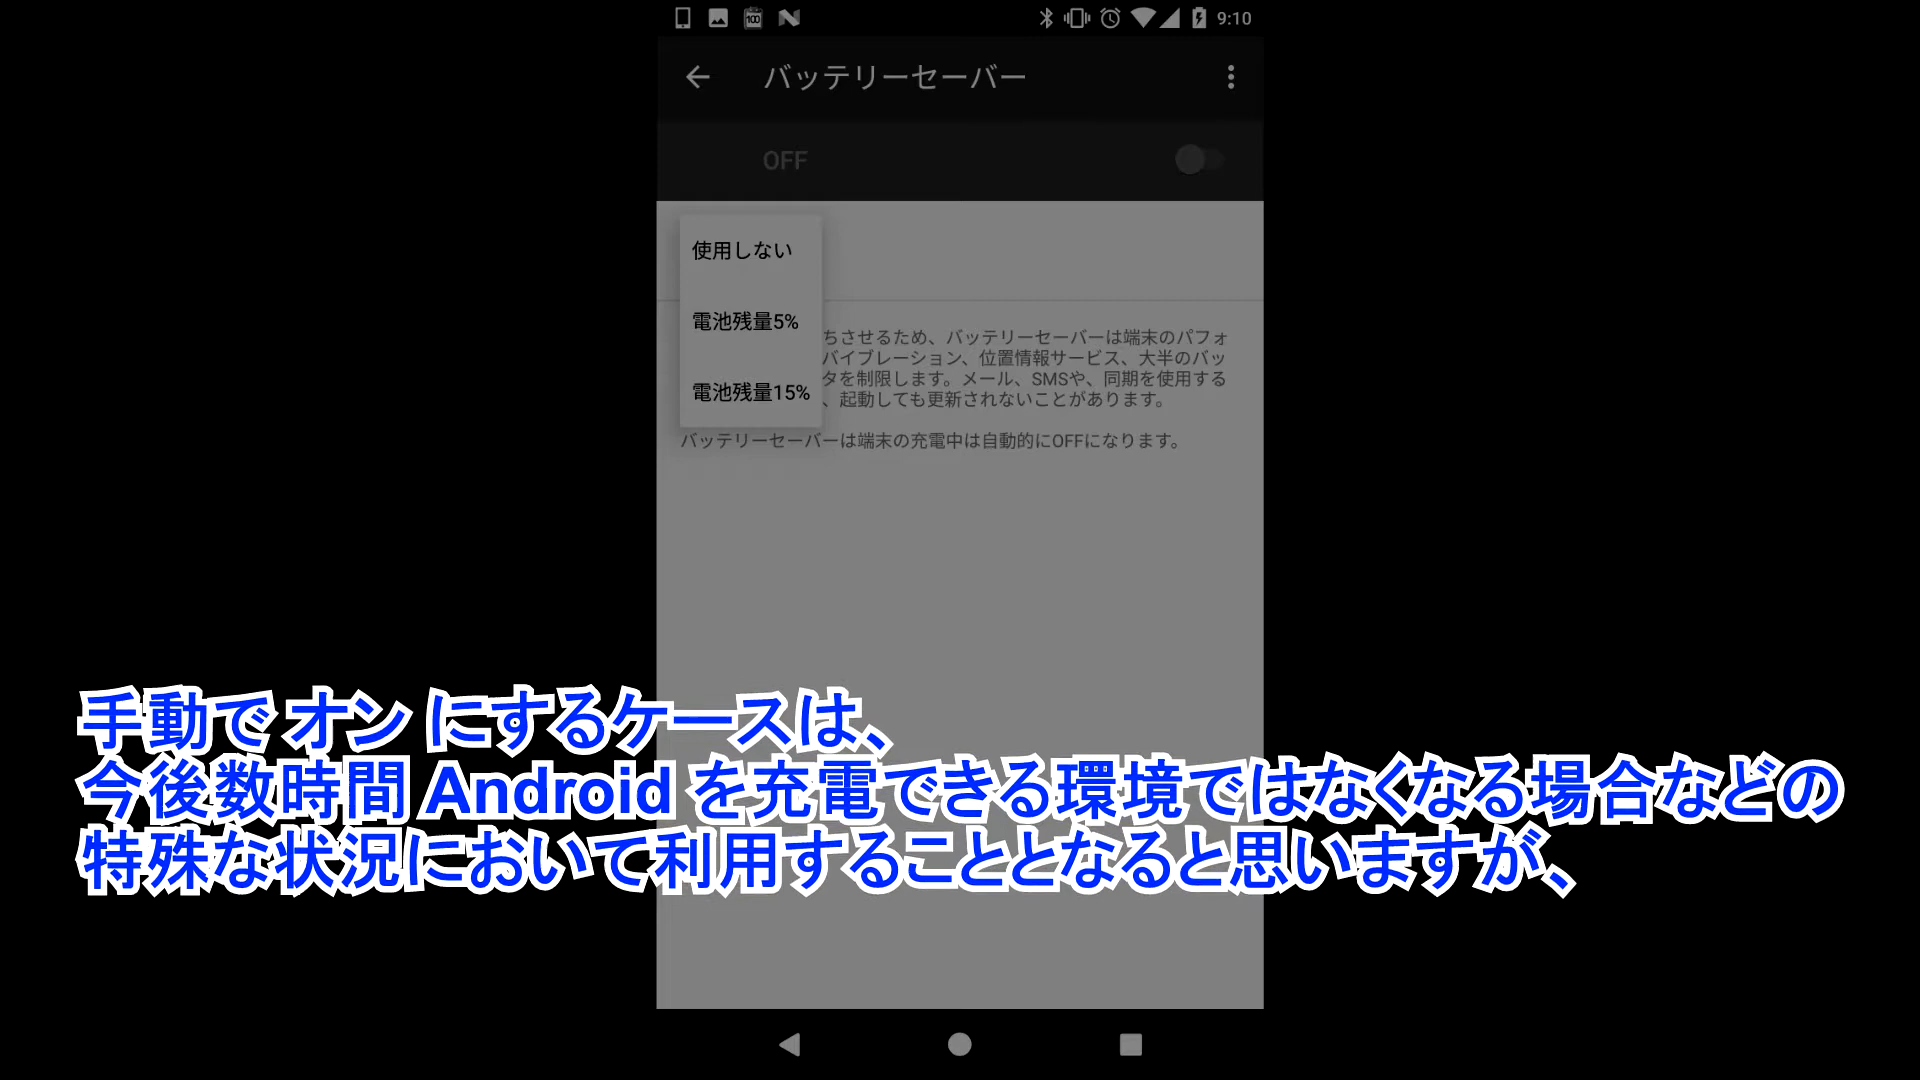 9:10
バッテリーセーバー
OFF
使用しない
電池残量5%
電池残量15%
ちさせるため、バッテリーセーバーは端末のパフォ
バイブレーション、位置情報サービス、大半のバッ
タを制限します。メール、SMSや、同期を使用する
、起動しても更新されないことがあります。
バッテリーセーバーは端末の充電中は自動的にOFFになります。
手動で オン にするケースは、
今後数時間 Android を充電できる環境ではなくなる場合などの
特殊な状況において利用することとなると思いますが、